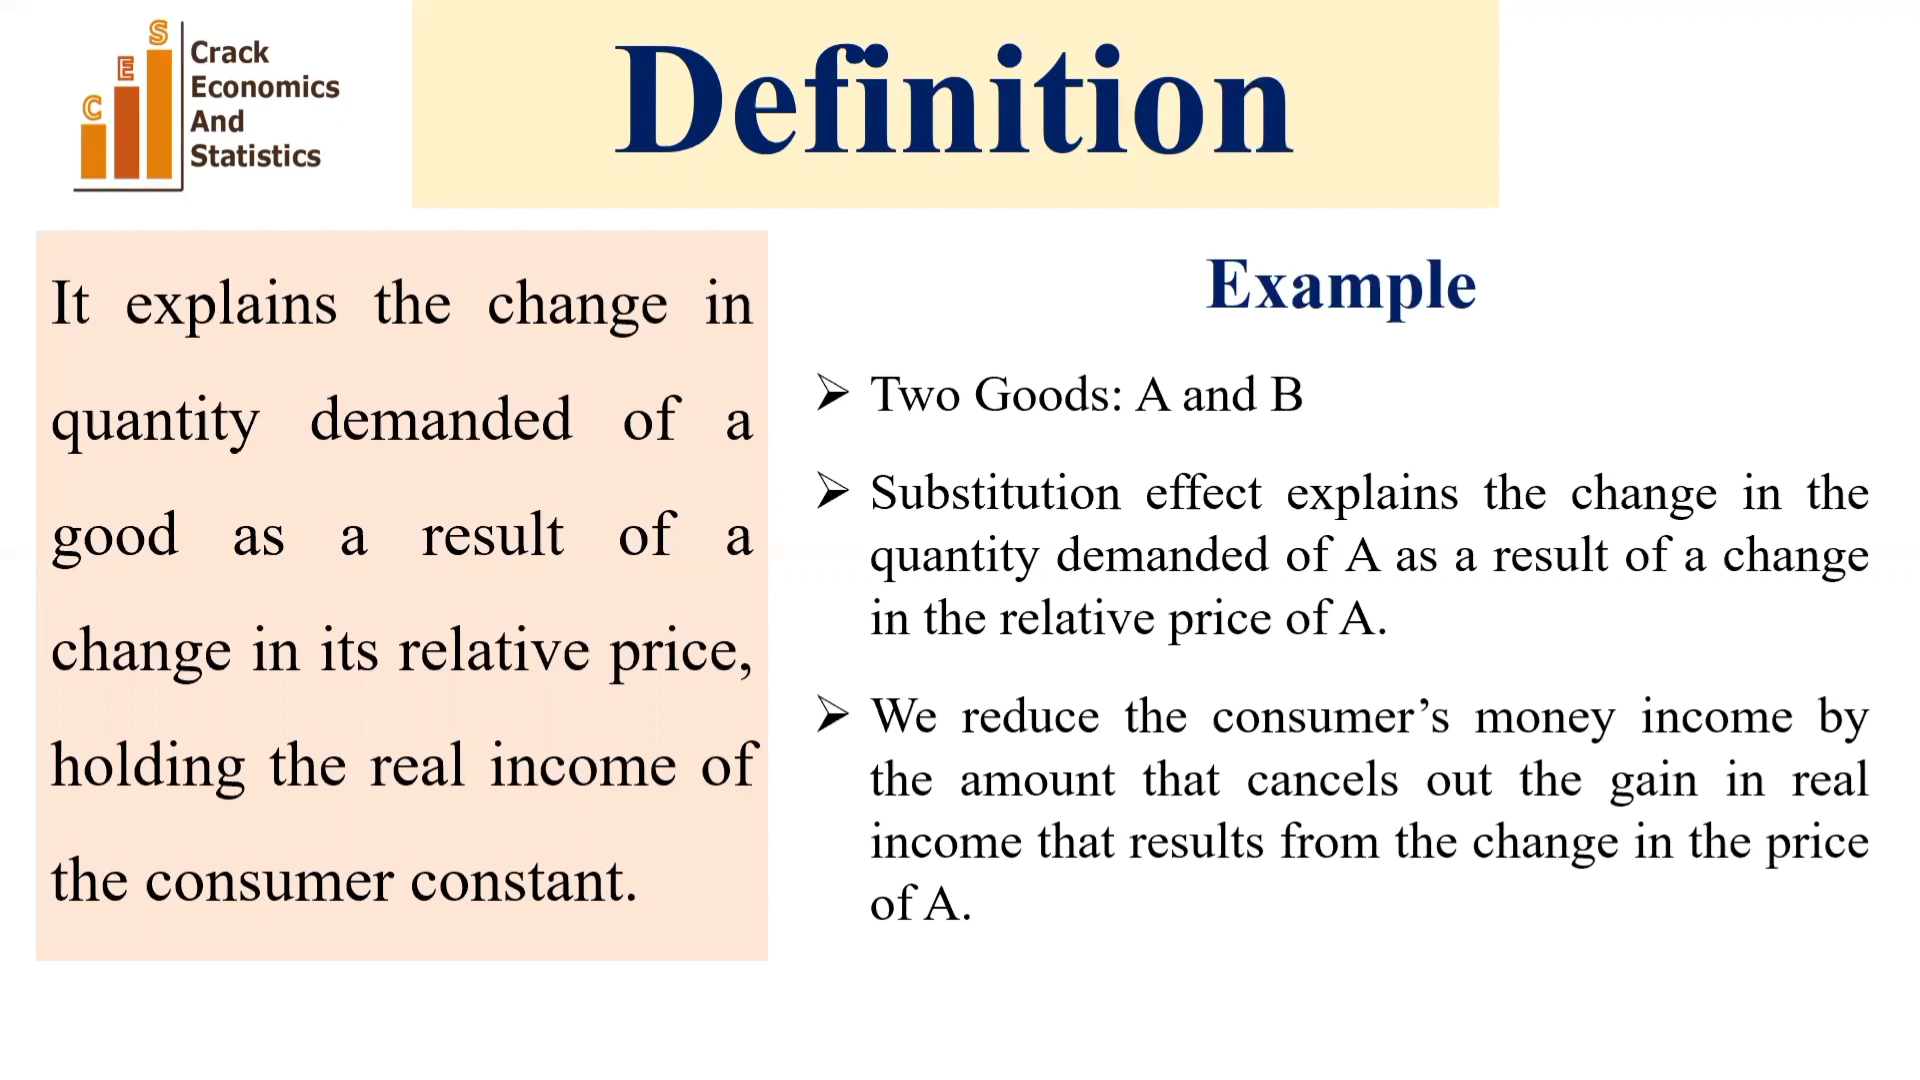 S
E
C
Crack
Economics
And
Statistics
Definition
It explains the change in
quantity demanded of a
good as a result of a
change in its relative price,
holding the real income of
the consumer constant.
Example
➢ Two Goods: A and B
➢ Substitution effect explains the change in the
quantity demanded of A as a result of a change
in the relative price of A.
➢ We reduce the consumer’s money income by
the amount that cancels out the gain in real
income that results from the change in the price
of A.